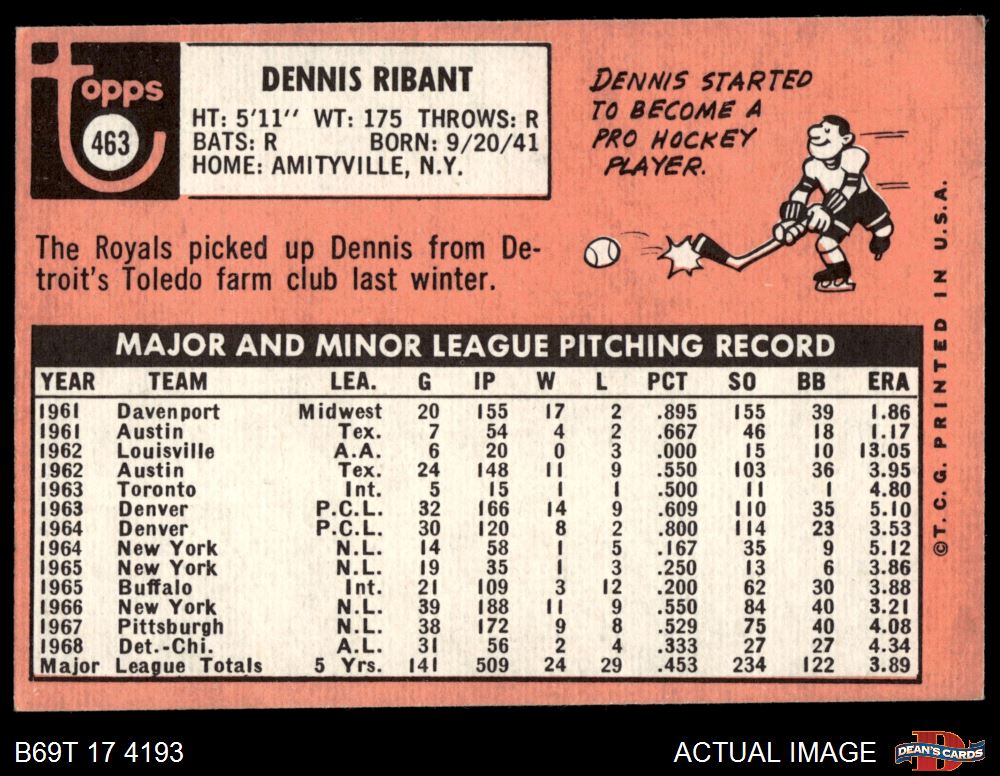 topps
463
DENNIS RIBANT
HT: 5'11" WT: 175 THROWS: R
BATS: R BORN: 9/20/41
HOME: AMITYVILLE, N.Y.
DENNIS STARTED
TO BECOME A
PRO HOCKEY
PLAYER.
The Royals picked up Dennis from De-
troit's Toledo farm club last winter.
MAJOR AND MINOR LEAGUE PITCHING RECORD
YEAR TEAM LEA. G IP W L PCT SO BB ERA
1961 Davenport Midwest 20 155 17 2 .895 155 39 1.86
1961 Austin Tex. 7 54 4 2 .667 46 18 1.17
1962 Louisville A.A. 6 20 0 3 .000 15 10 13.05
1962 Austin Tex. 24 148 11 9 .550 103 36 3.95
1963 Toronto Int. 5 15 1 1 .500 11 1 4.80
1963 Denver P.C.L. 32 166 14 9 .609 110 35 5.10
1964 Denver P.C.L. 30 120 8 2 .800 114 23 3.53
1964 New York N.L. 14 58 1 5 .167 35 9 5.12
1965 New York N.L. 19 35 1 3 .250 13 6 3.86
1965 Buffalo Int. 21 109 3 12 .200 62 30 3.88
1966 New York N.L. 39 188 11 9 .550 84 40 3.21
1967 Pittsburgh N.L. 38 172 9 8 .529 75 40 4.08
1968 Det.-Chi. A.L. 31 56 2 4 .333 27 27 4.34
Major League Totals 5 Yrs. 141 509 24 29 .453 234 122 3.89
©T.C.G. PRINTED IN U.S.A.
B69T 17 4193
ACTUAL IMAGE
D
DEAN'S CARDS